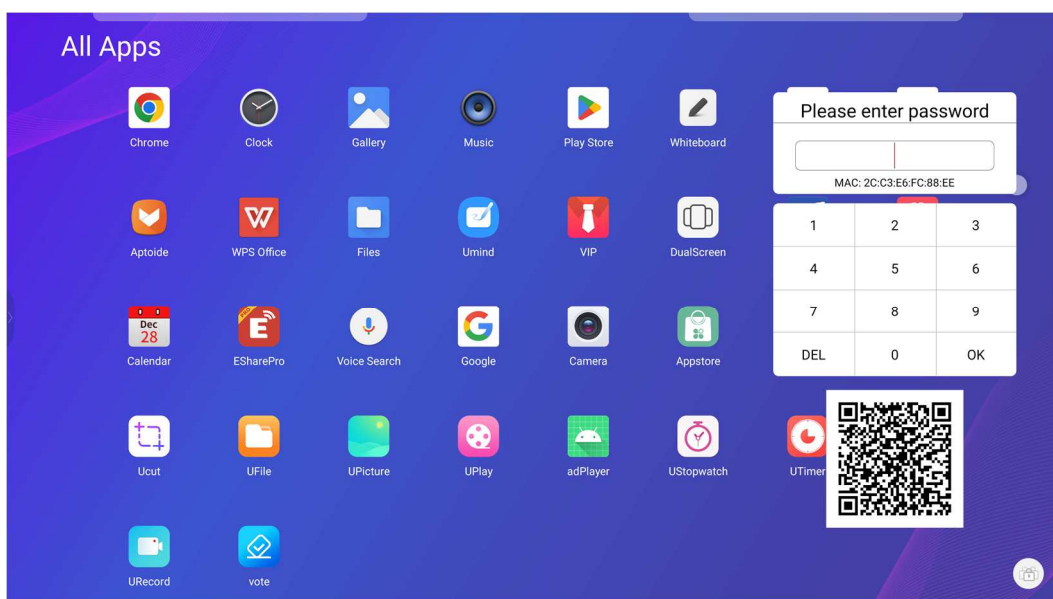 All Apps
Please enter password
MAC: 2C:C3:E6:FC:88:EE
1 2 3
4 5 6
7 8 9
DEL 0 OK
Chrome Clock Gallery Music Play Store Whiteboard
Aptoide WPS Office Files Umind VIP DualScreen
Dec
28
PRO
E
Calendar ESharePro Voice Search Google Camera Appstore
Ucut UFile UPicture UPlay adPlayer UStopwatch UTimer
URecord vote